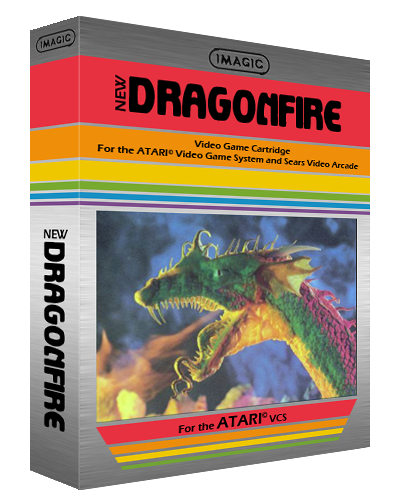 IMAGIC
NEW DRAGONFIRE
Video Game Cartridge
For the ATARI© Video Game System and Sears Video Arcade
For the ATARI© VCS
IMAGIC
NEW
DRAGONFIRE